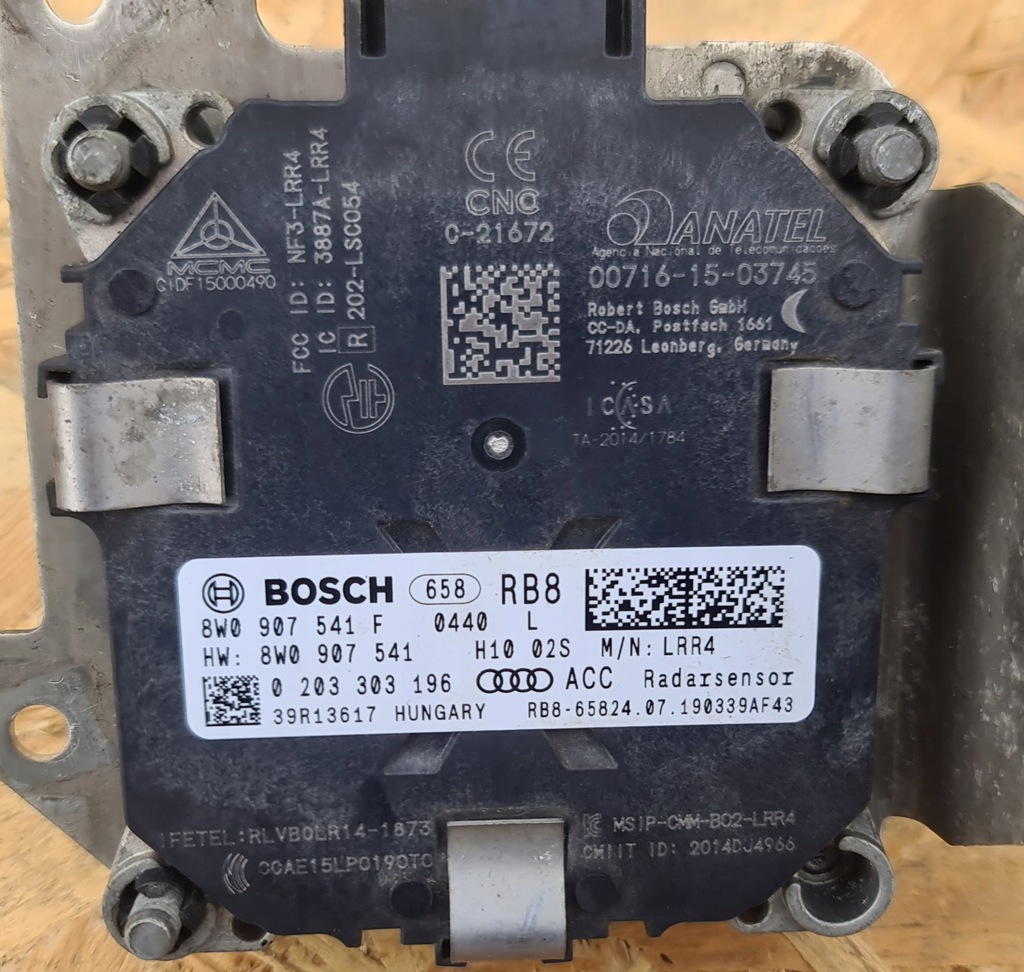 CE
CNC
C-21672
MCMC
CIDF15000490
FCC ID: NF3-LRR4
IC ID: 3887A-LRR4
R 202-LSC054
ANATEL
Agencia Nacional de Telecomunicacoes
00716-15-03745
Robert Bosch GmbH
CC-DA, Postfach 1661
71226 Leonberg, Germany
ICASA
TA-2014/1784
BOSCH 658 RB8
8W0 907 541 F 0440 L
HW: 8W0 907 541 H10 02S M/N: LRR4
0 203 303 196 ACC Radarsensor
39R13617 HUNGARY RB8-65824.07.190339AF43
IFETEL:RLVBOLR14-1873
CCAE15LP0190T0
MSIP-CMM-B02-LRR4
CMIIT ID: 2014DJ4966